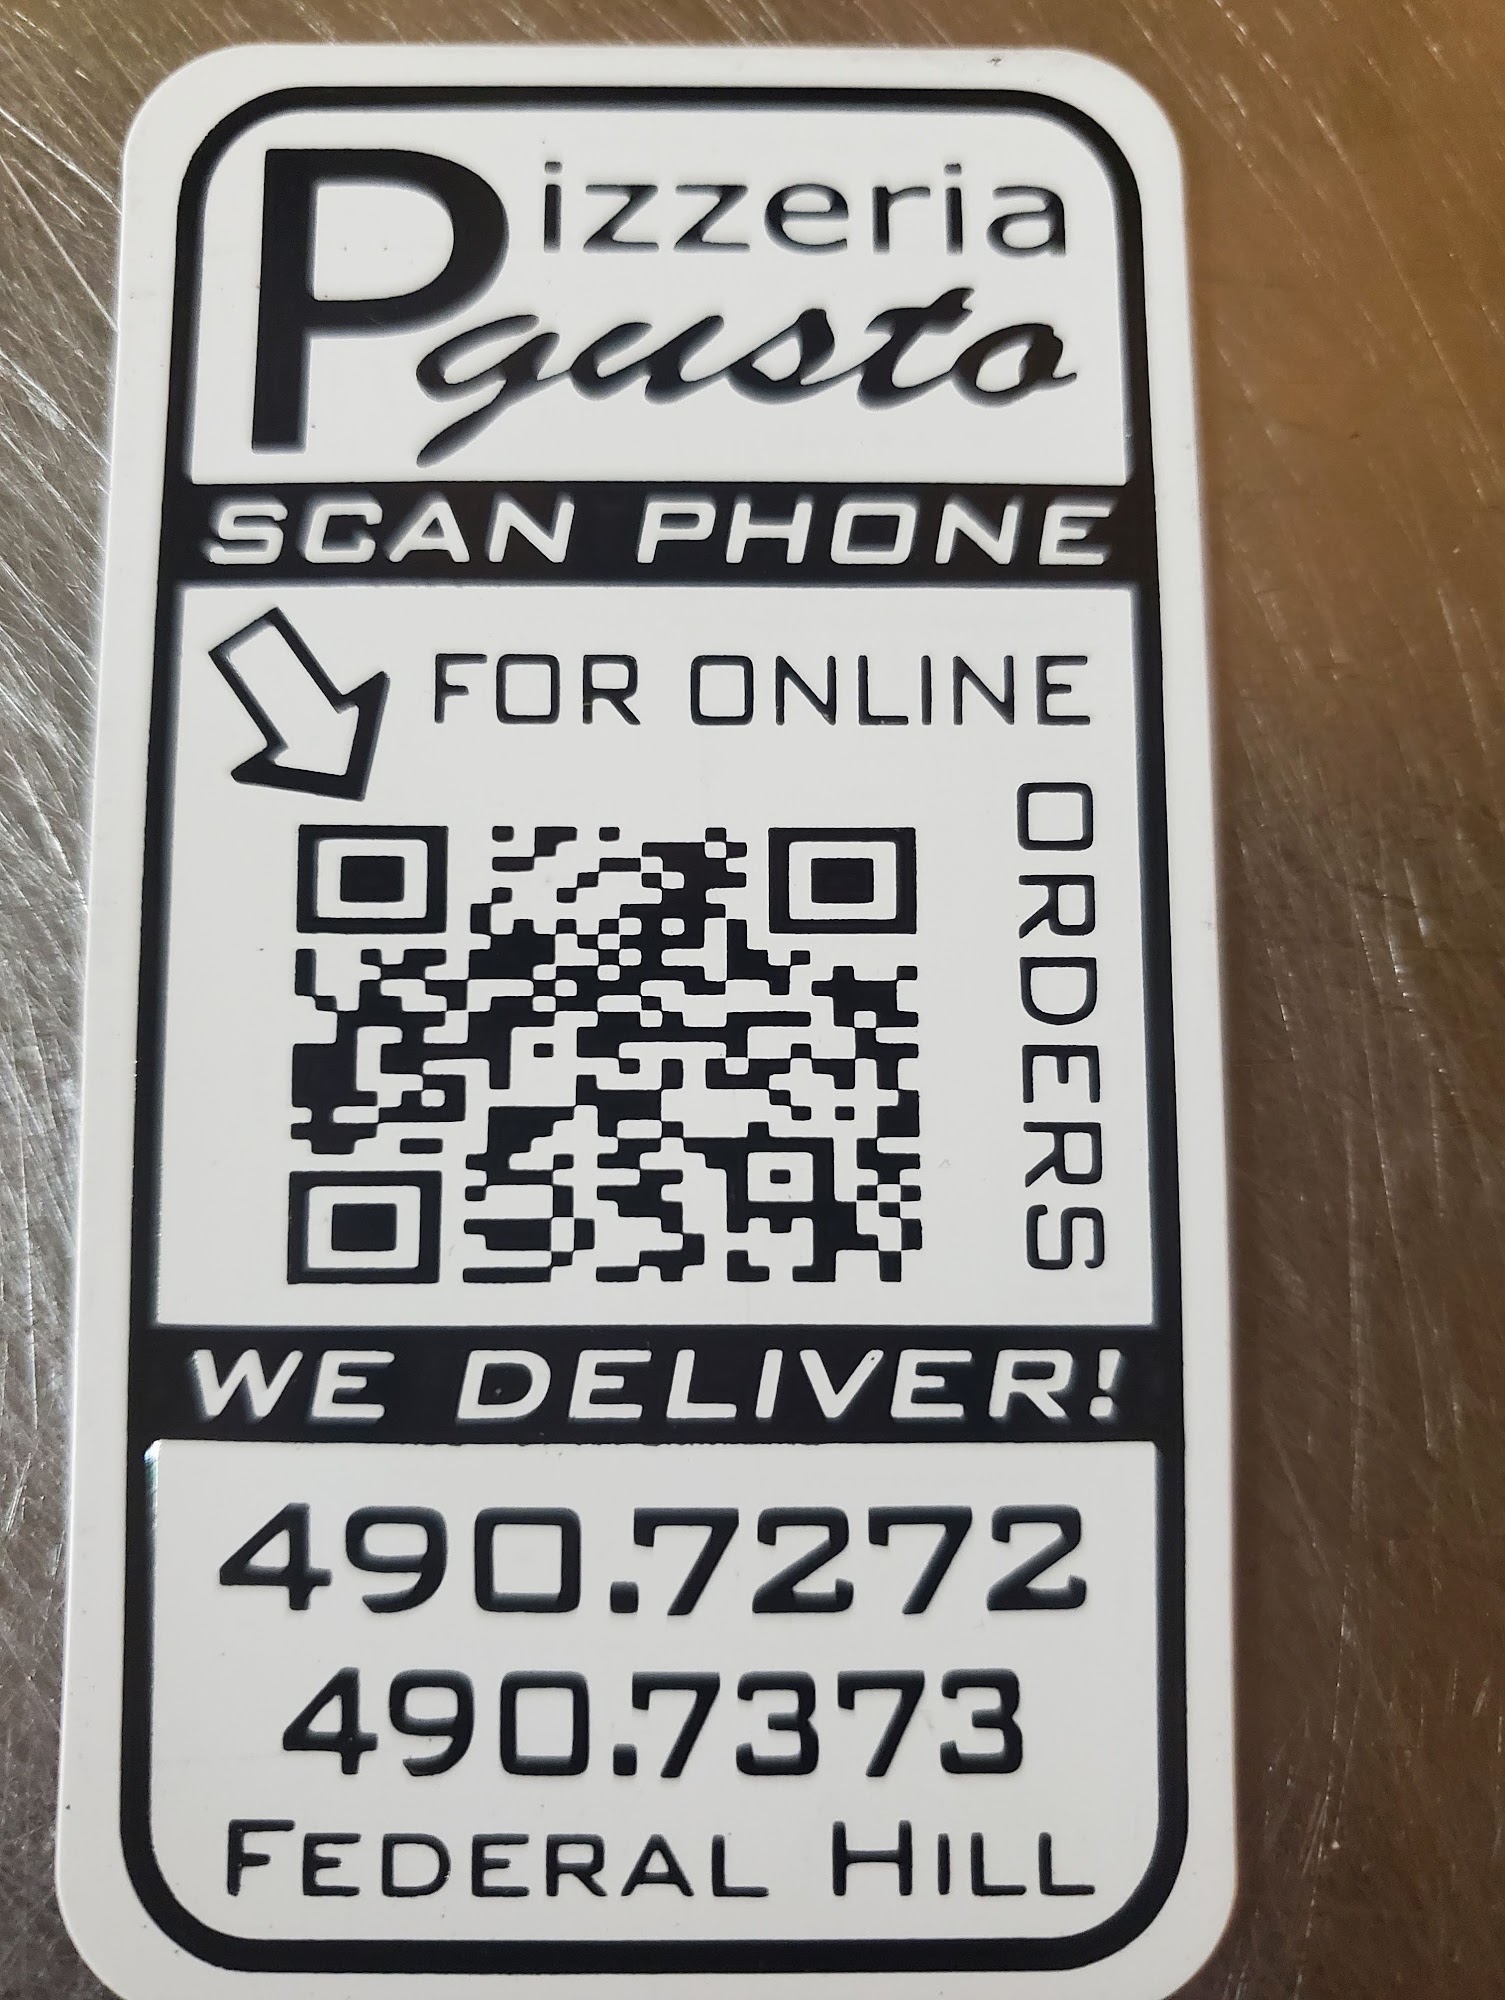 Pizzeria
gusto
SCAN PHONE
FOR ONLINE
ORDERS
WE DELIVER!
490.7272
490.7373
FEDERAL HILL